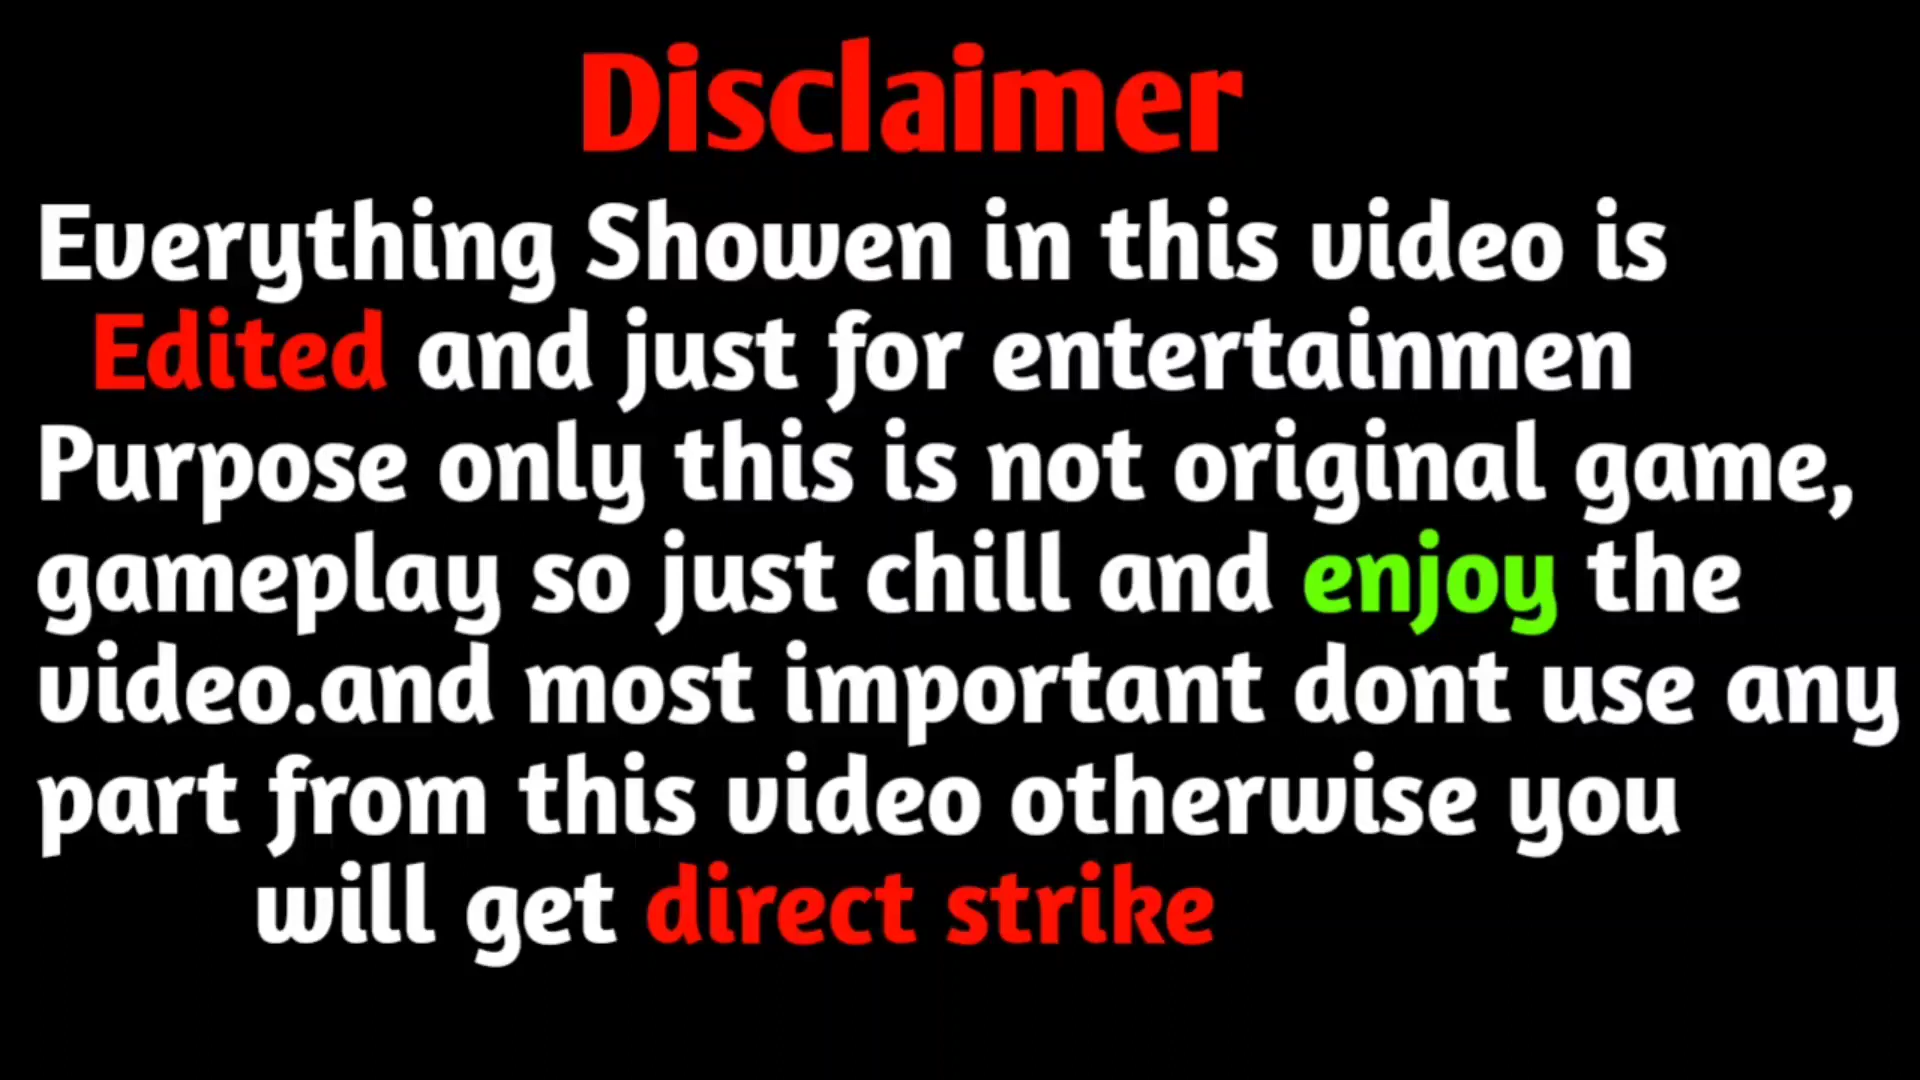 Disclaimer
Everything Showen in this video is
Edited and just for entertainmen
Purpose only this is not original game,
gameplay so just chill and enjoy the
video.and most important dont use any
part from this video otherwise you
will get direct strike